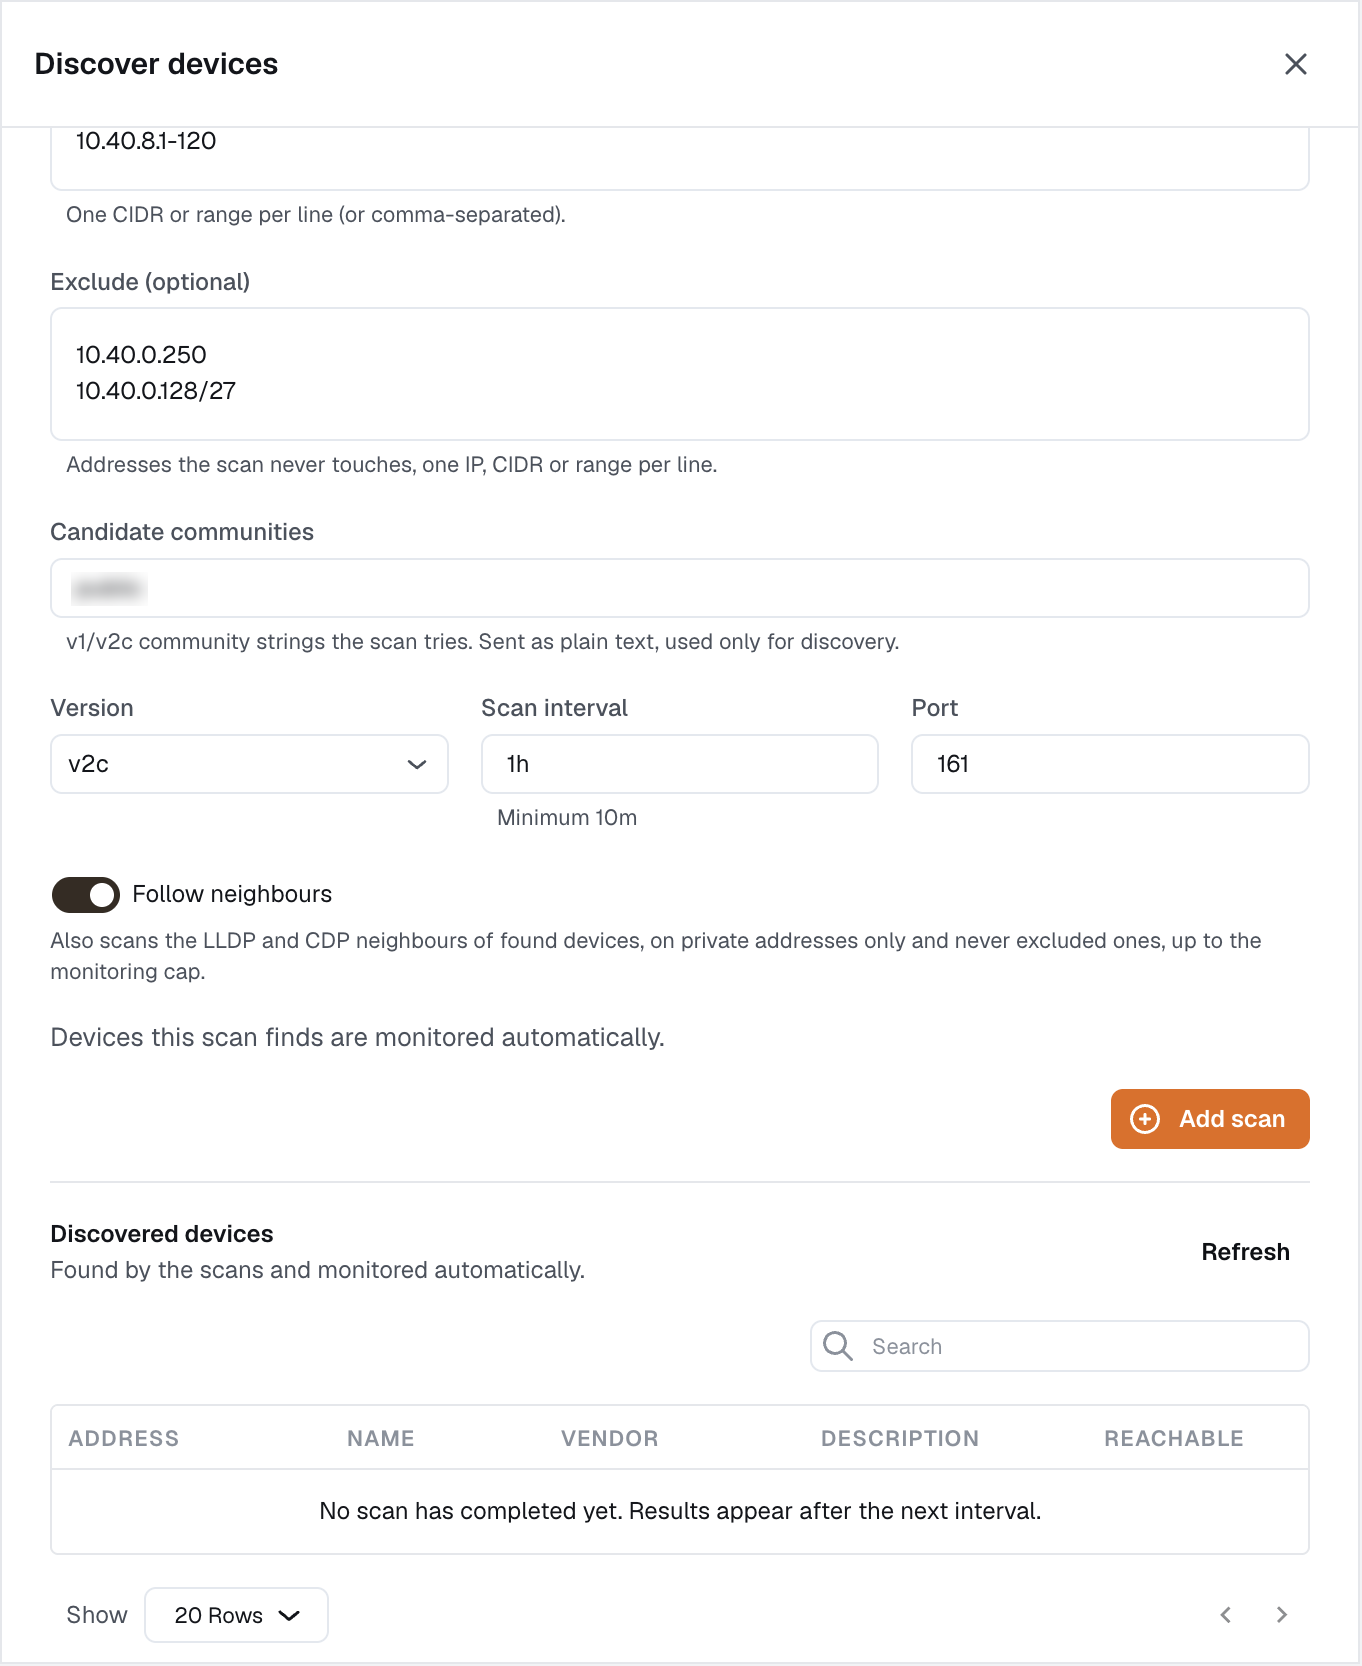 Discover devices
10.40.8.1-120
One CIDR or range per line (or comma-separated).
Exclude (optional)
10.40.0.250
10.40.0.128/27
Addresses the scan never touches, one IP, CIDR or range per line.
Candidate communities
v1/v2c community strings the scan tries. Sent as plain text, used only for discovery.
Version
Scan interval
Port
v2c
1h
161
Minimum 10m
Follow neighbours
Also scans the LLDP and CDP neighbours of found devices, on private addresses only and never excluded ones, up to the
monitoring cap.
Devices this scan finds are monitored automatically.
Add scan
Discovered devices
Found by the scans and monitored automatically.
Refresh
Search
ADDRESS NAME VENDOR DESCRIPTION REACHABLE
No scan has completed yet. Results appear after the next interval.
Show 20 Rows